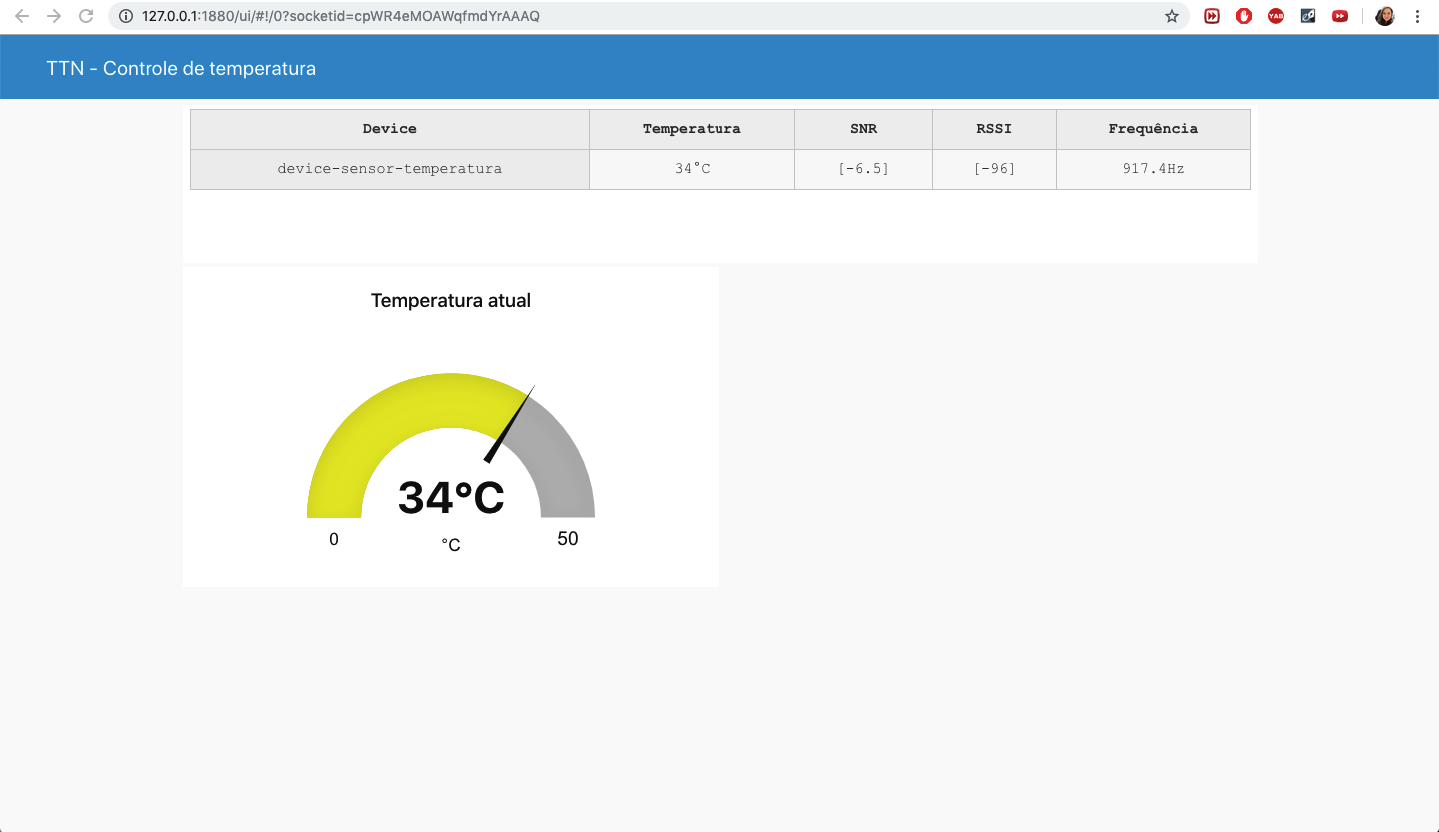 127.0.0.1:1880/ui/#!/0?socketid=cpWR4eMOAWqfmdYrAAAQ
YAB
TTN - Controle de temperatura
Device Temperatura SNR RSSI Frequência
device-sensor-temperatura 34°C [-6.5] [-96] 917.4Hz
Temperatura atual
34°C
0 °C 50